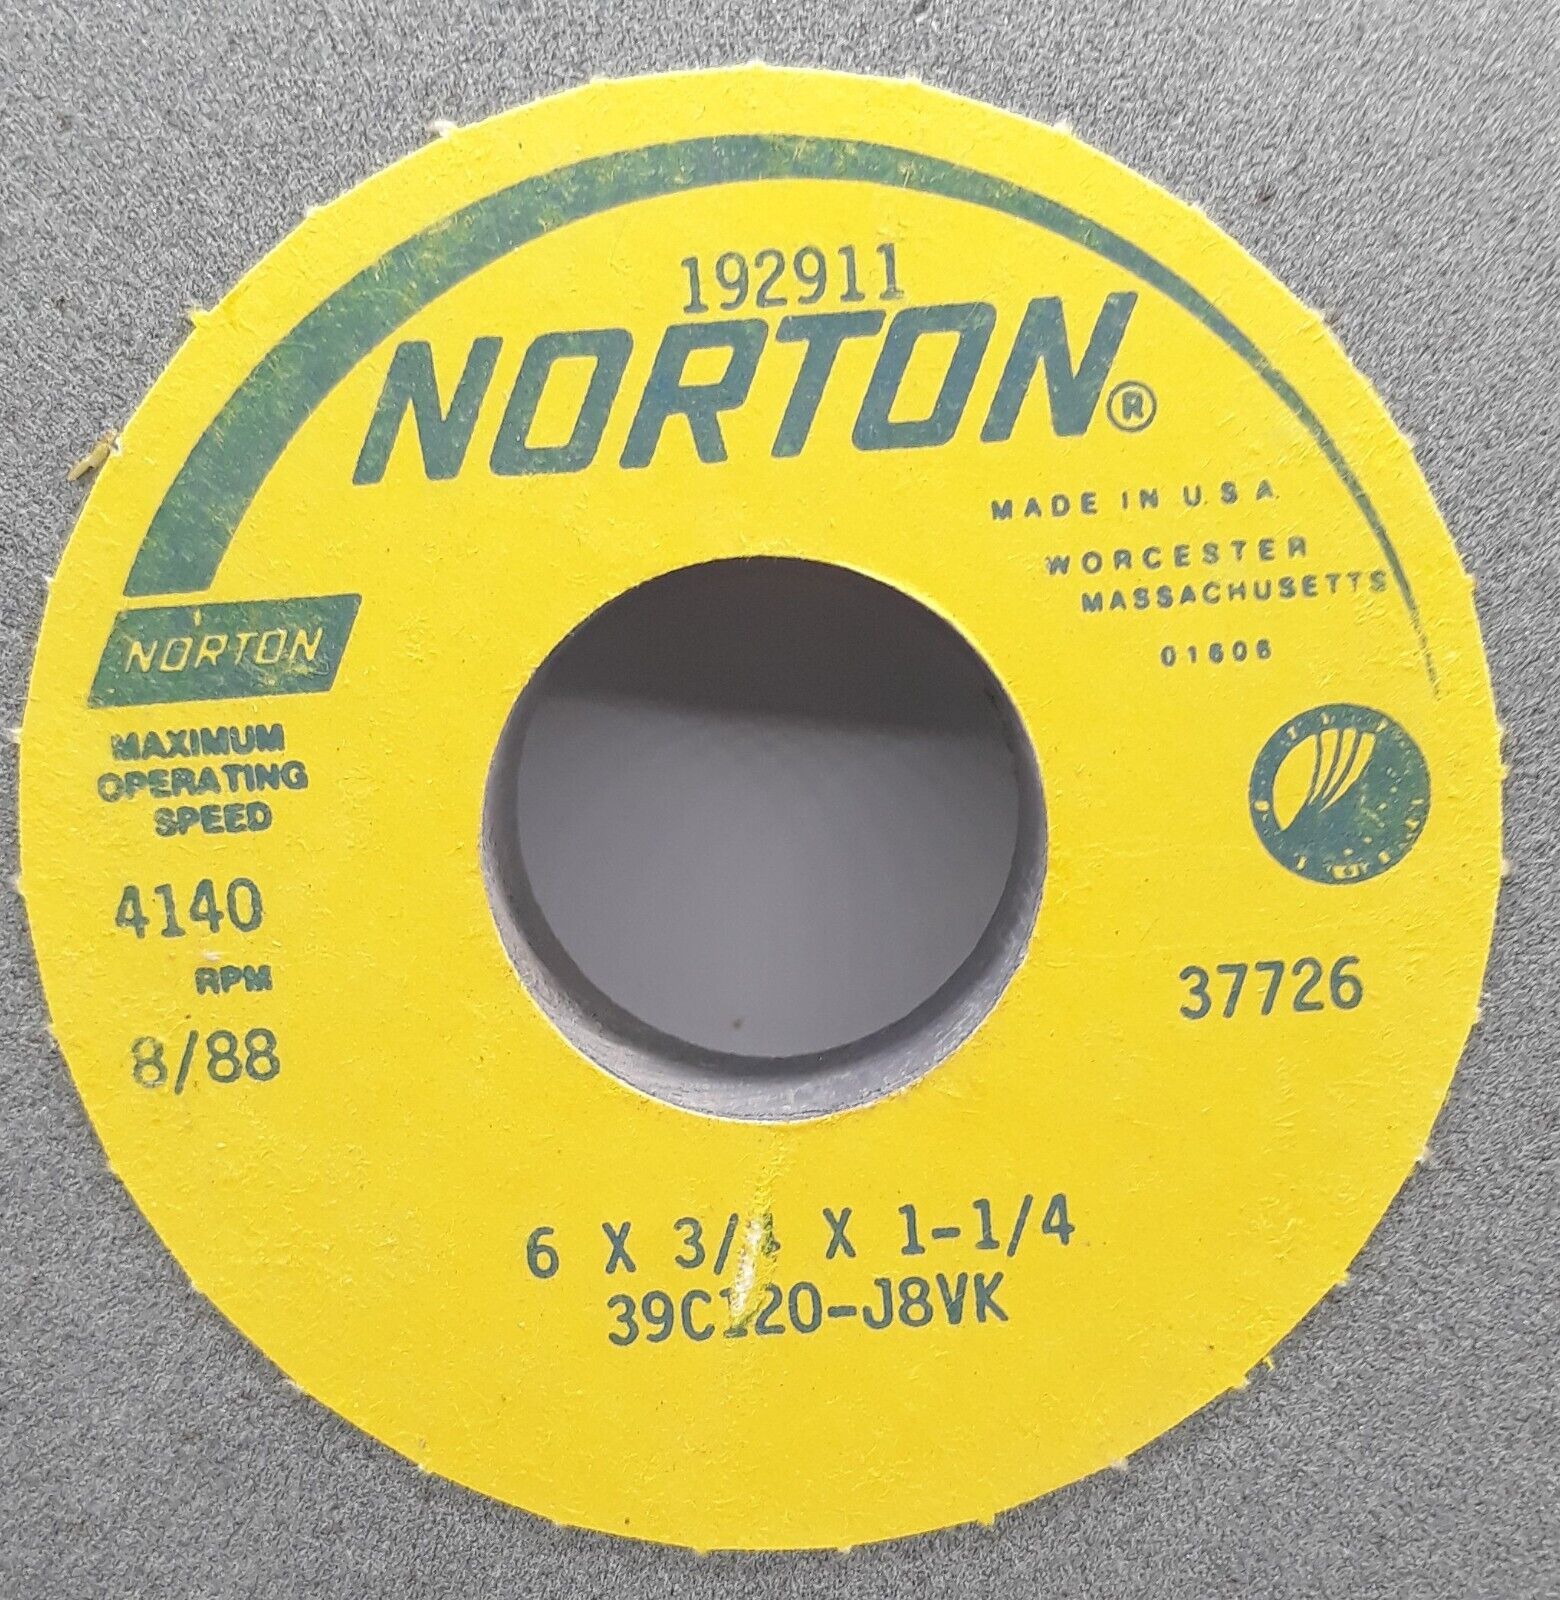 192911
NORTON®
MADE IN U.S.A.
WORCESTER
MASSACHUSETTS
01606
NORTON
MAXIMUM
OPERATING
SPEED
4140
RPM
8/88
37726
6 X 3/4 X 1-1/4
39C120-J8VK